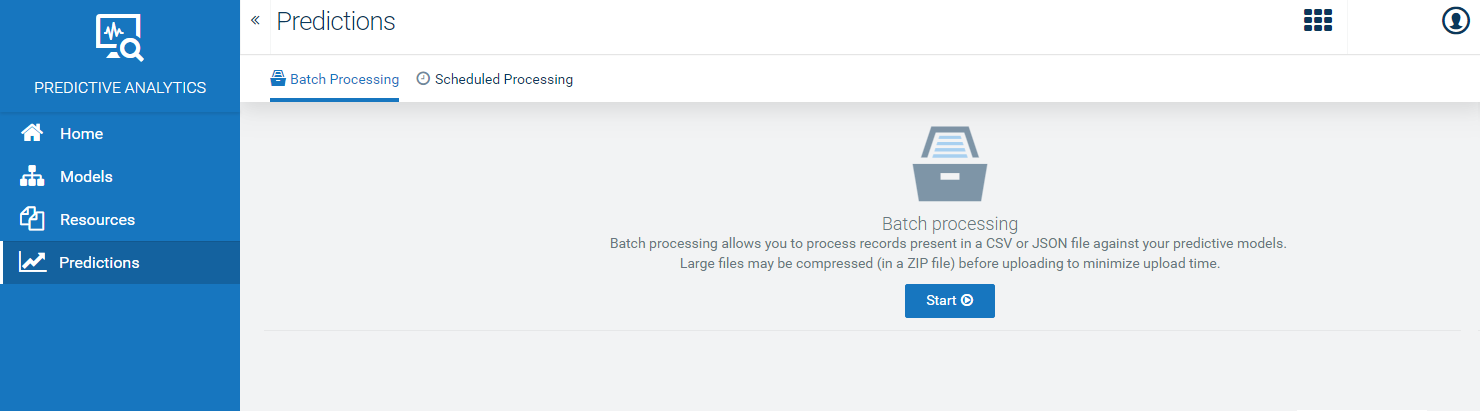 PREDICTIVE ANALYTICS
Home
Models
Resources
Predictions
« Predictions
Batch Processing Scheduled Processing
Batch processing
Batch processing allows you to process records present in a CSV or JSON file against your predictive models.
Large files may be compressed (in a ZIP file) before uploading to minimize upload time.
Start